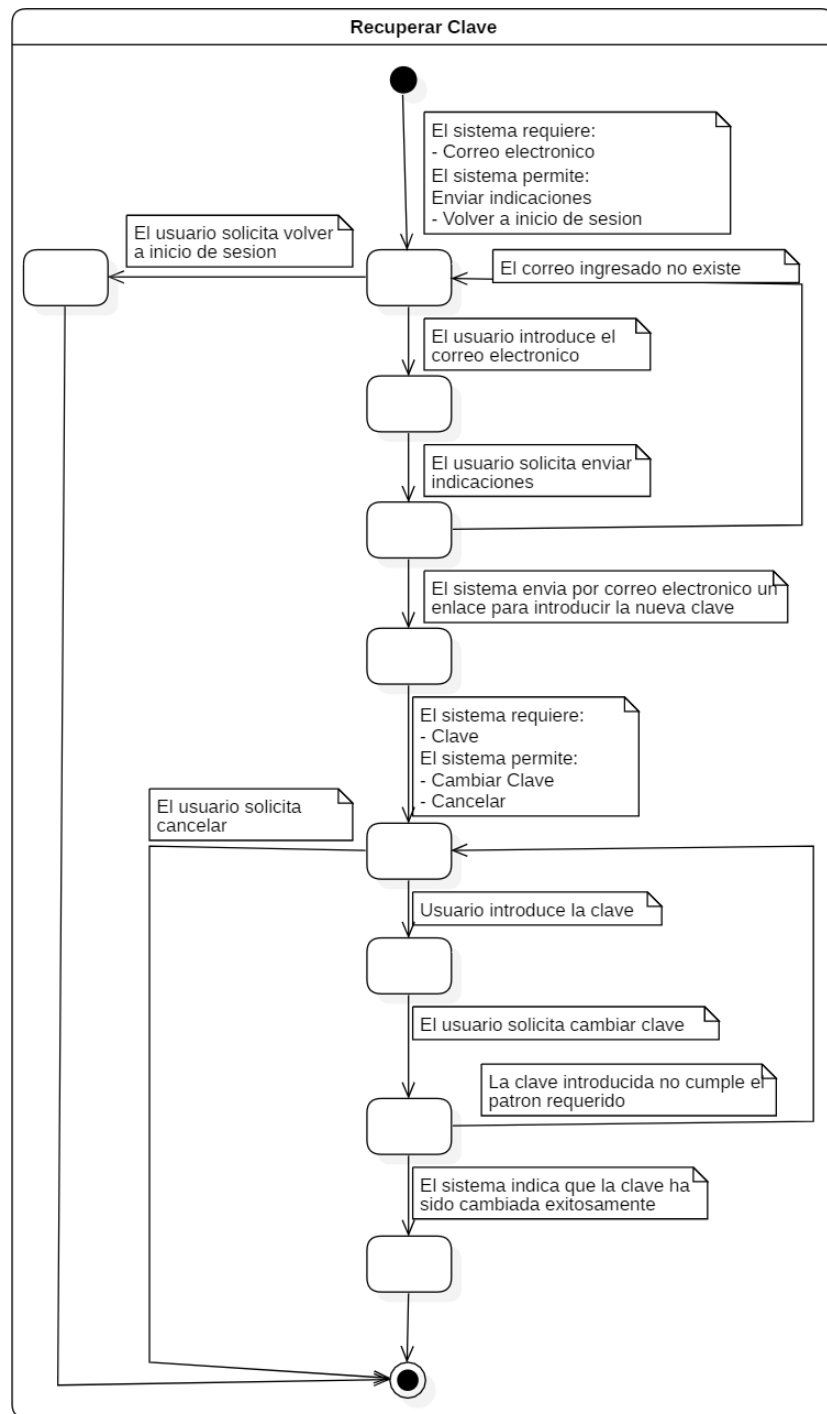 Recuperar Clave
El sistema requiere:
- Correo electronico
El sistema permite:
Enviar indicaciones
- Volver a inicio de sesion
El usuario solicita volver
a inicio de sesion
El correo ingresado no existe
El usuario introduce el
correo electronico
El usuario solicita enviar
indicaciones
El sistema envia por correo electronico un
enlace para introducir la nueva clave
El sistema requiere:
- Clave
El sistema permite:
- Cambiar Clave
- Cancelar
El usuario solicita
cancelar
Usuario introduce la clave
El usuario solicita cambiar clave
La clave introducida no cumple el
patron requerido
El sistema indica que la clave ha
sido cambiada exitosamente